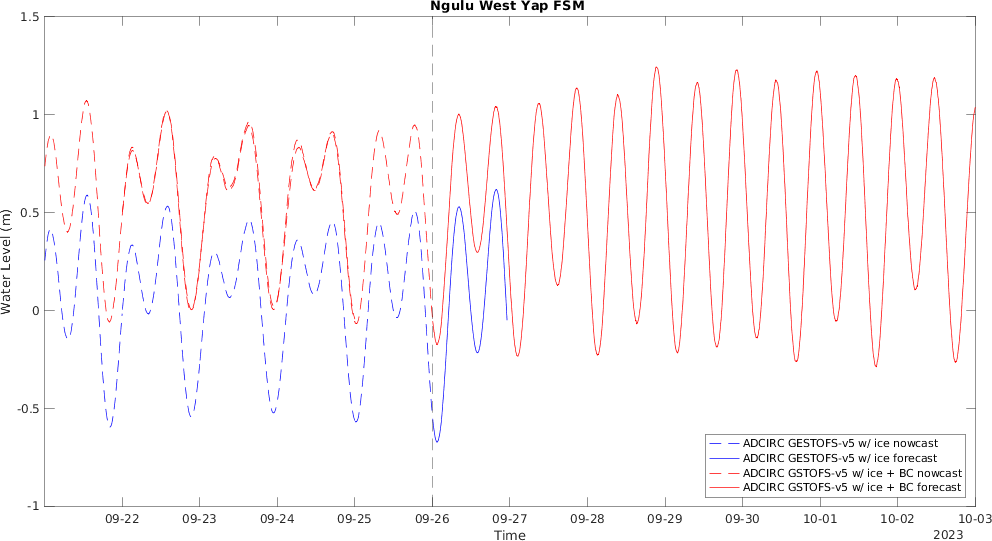 Ngulu West Yap FSM
1.5
1
0.5
0
-0.5
-1
Water Level (m)
ADCIRC GESTOFS-v5 w/ ice nowcast
ADCIRC GESTOFS-v5 w/ ice forecast
ADCIRC GSTOFS-v5 w/ ice + BC nowcast
ADCIRC GSTOFS-v5 w/ ice + BC forecast
09-22 09-23 09-24 09-25 09-26 09-27 09-28 09-29 09-30 10-01 10-02 10-03
Time
2023